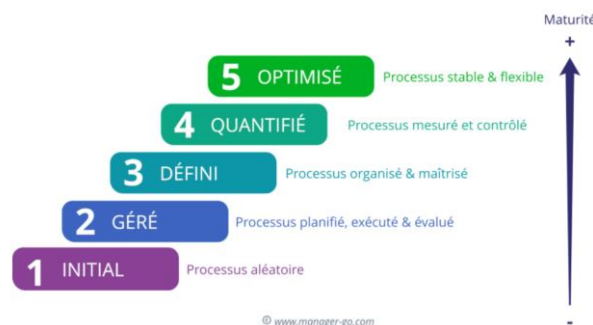 Maturité
+
5 OPTIMISÉ Processus stable & flexible
4 QUANTIFIÉ Processus mesuré et contrôlé
3 DÉFINI Processus organisé & maîtrisé
2 GÉRÉ Processus planifié, exécuté & évalué
1 INITIAL Processus aléatoire
© www.manager-go.com
-